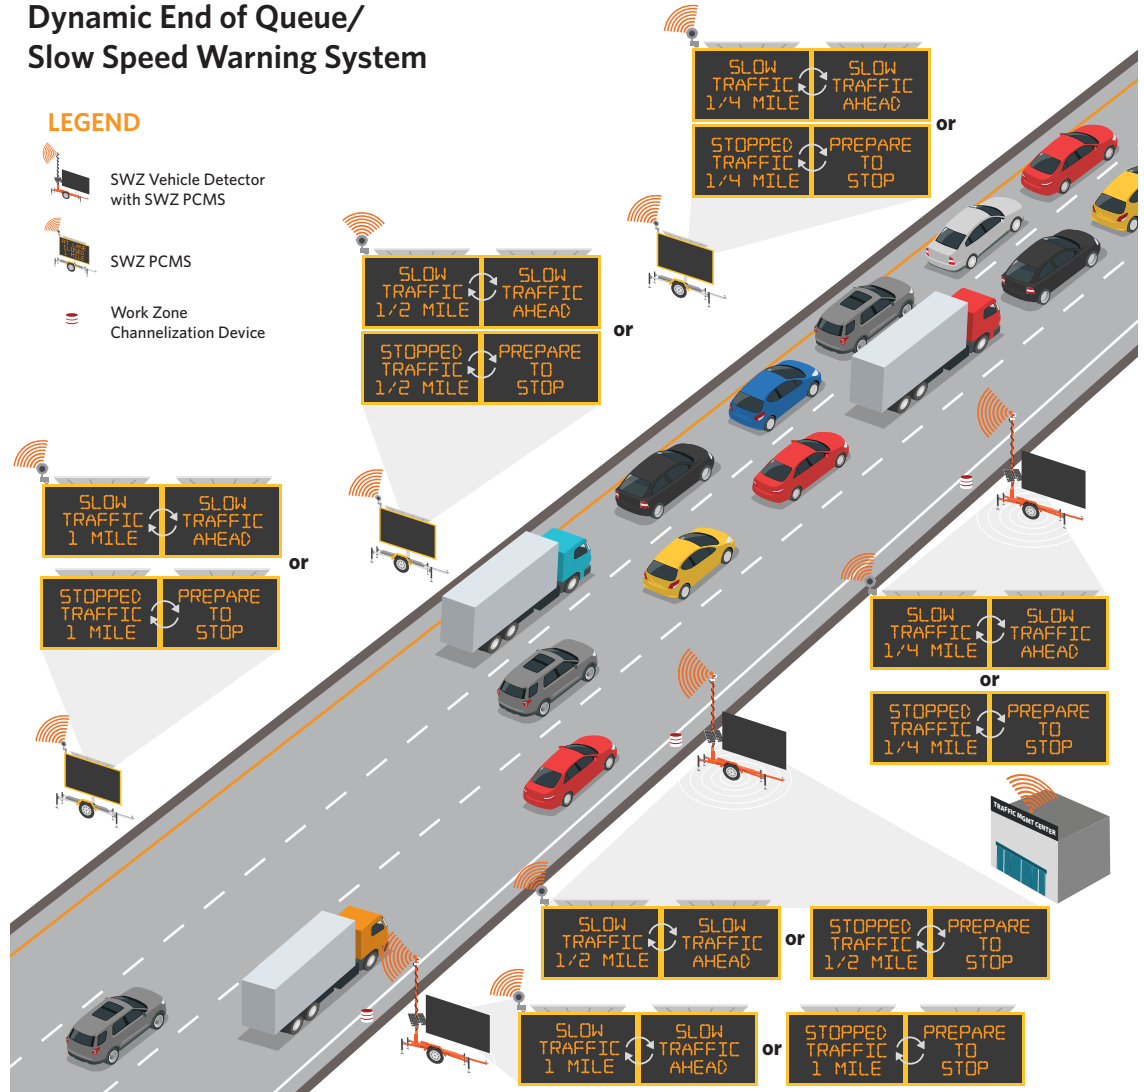 Dynamic End of Queue/
Slow Speed Warning System
LEGEND
SWZ Vehicle Detector
with SWZ PCMS
RT LANE
CLOSED
1 MILE
SWZ PCMS
Work Zone
Channelization Device
SLOW
TRAFFIC
1/4 MILE
SLOW
TRAFFIC
AHEAD
or
STOPPED
TRAFFIC
1/4 MILE
PREPARE
TO
STOP
SLOW
TRAFFIC
1/2 MILE
SLOW
TRAFFIC
AHEAD
or
STOPPED
TRAFFIC
1/2 MILE
PREPARE
TO
STOP
SLOW
TRAFFIC
1 MILE
SLOW
TRAFFIC
AHEAD
or
STOPPED
TRAFFIC
1 MILE
PREPARE
TO
STOP
SLOW
TRAFFIC
1/4 MILE
SLOW
TRAFFIC
AHEAD
or
STOPPED
TRAFFIC
1/4 MILE
PREPARE
TO
STOP
TRAFFIC MGMT CENTER
SLOW
TRAFFIC
1/2 MILE
SLOW
TRAFFIC
AHEAD
or
STOPPED
TRAFFIC
1/2 MILE
PREPARE
TO
STOP
SLOW
TRAFFIC
1 MILE
SLOW
TRAFFIC
AHEAD
or
STOPPED
TRAFFIC
1 MILE
PREPARE
TO
STOP